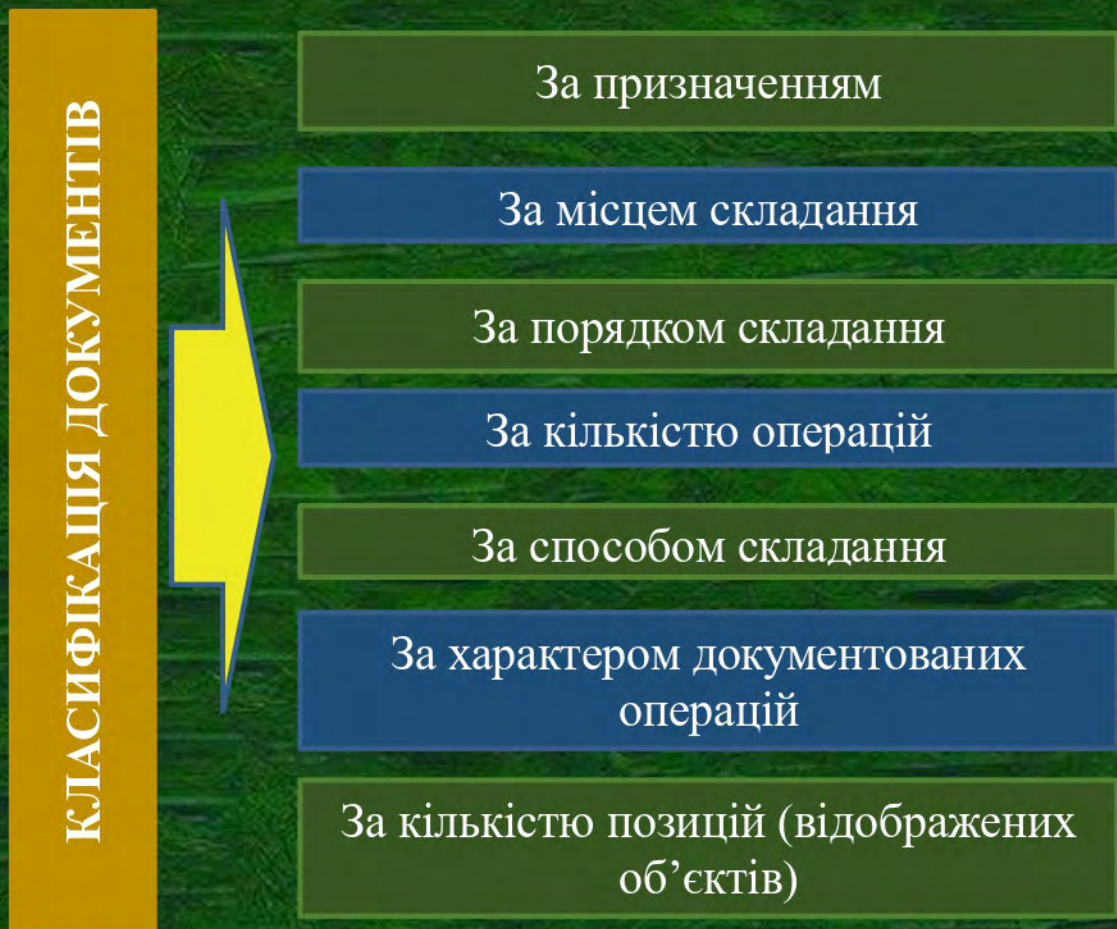 КЛАСИФІКАЦІЯ ДОКУМЕНТІВ
За призначенням
За місцем складання
За порядком складання
За кількістю операцій
За способом складання
За характером документованих
операцій
За кількістю позицій (відображених
об’єктів)